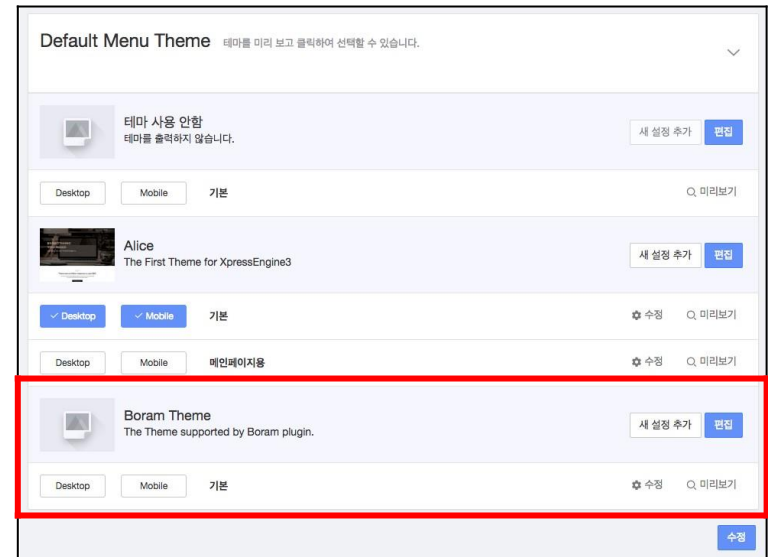 Default Menu Theme 테마를 미리 보고 클릭하여 선택할 수 있습니다.
테마 사용 안함
테마를 출력하지 않습니다.
새 설정 추가 편집
Desktop Mobile 기본 미리보기
Alice
The First Theme for XpressEngine3
새 설정 추가 편집
Desktop Mobile 기본 수정 미리보기
Desktop Mobile 메인페이지용 수정 미리보기
Boram Theme
The Theme supported by Boram plugin.
새 설정 추가 편집
Desktop Mobile 기본 수정 미리보기
수정